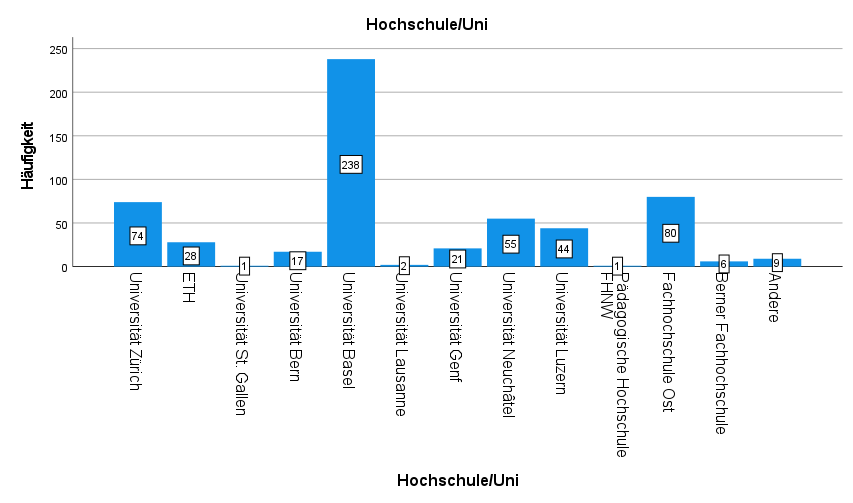 Hochschule/Uni
Häufigkeit
250
200
150
100
50
0
74
28
1
17
238
2
21
55
44
1
80
6
9
Universität Zürich
ETH
Universität St. Gallen
Universität Bern
Universität Basel
Universität Lausanne
Universität Genf
Universität Neuchâtel
Universität Luzern
Pädagogische Hochschule
FHNW
Fachhochschule Ost
Berner Fachhochschule
Andere
Hochschule/Uni